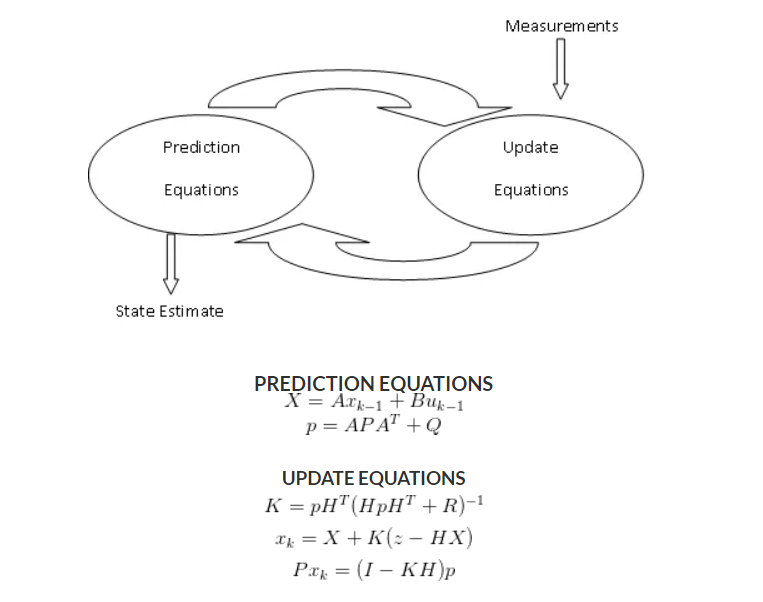 Measurements
Prediction
Equations
Update
Equations
State Estimate
PREDICTION EQUATIONS
X = Ax_{k-1} + Bu_{k-1}
p = APA^T + Q
UPDATE EQUATIONS
K = pH^T(HpH^T + R)^{-1}
x_k = X + K(z − HX)
Px_k = (I − KH)p